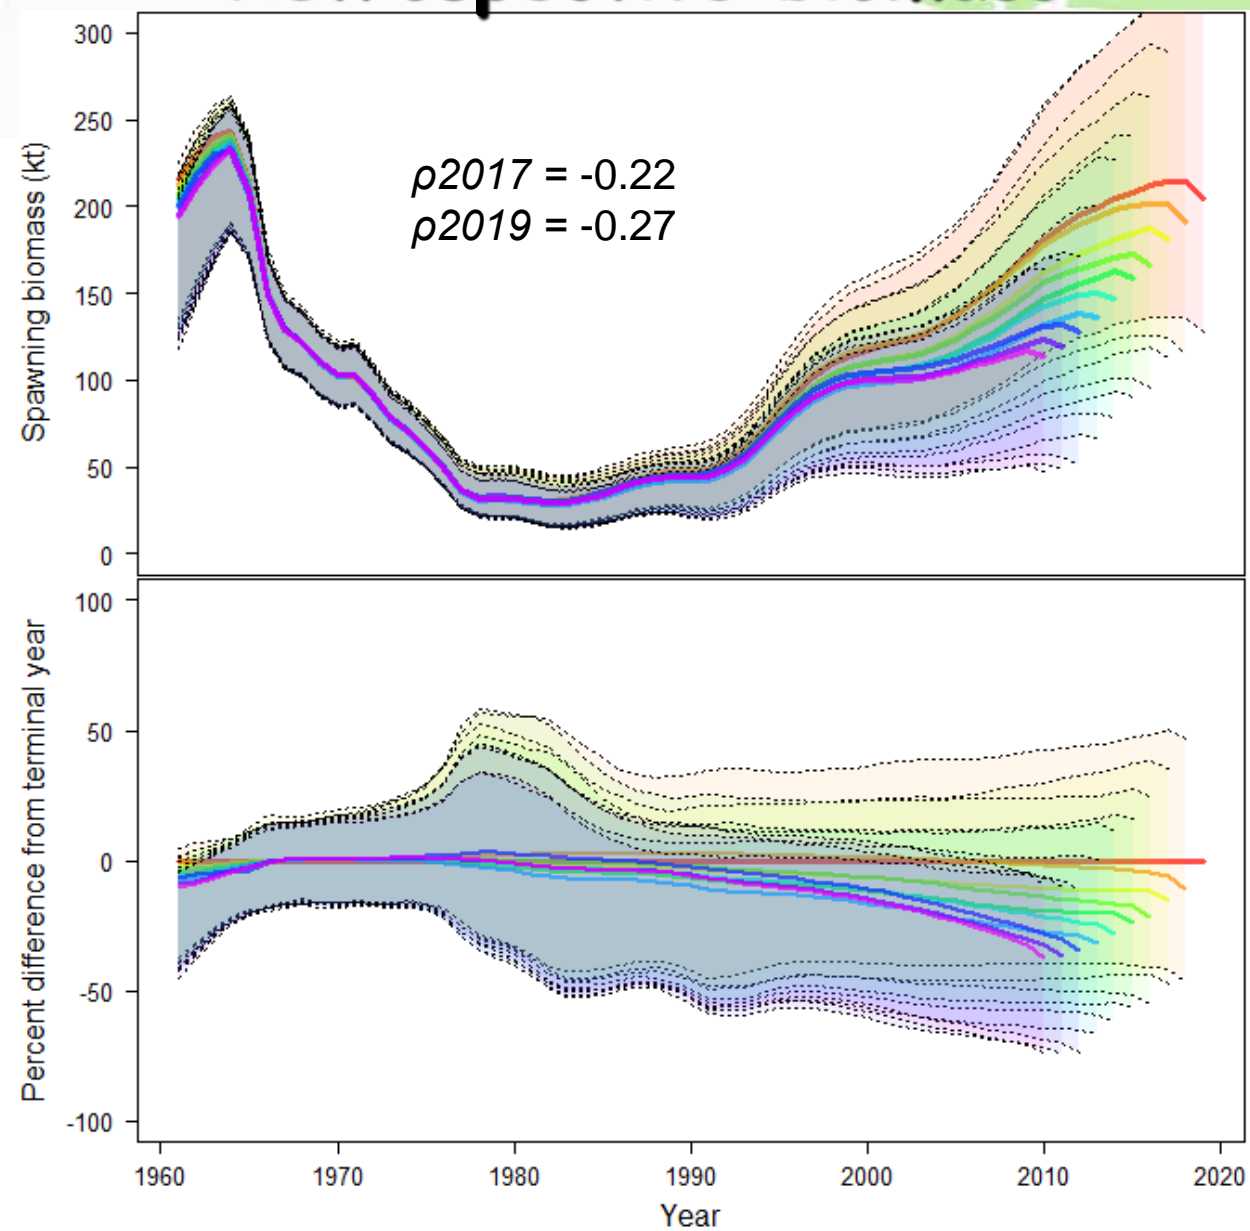 300
250
200
150
100
50
0
Spawning biomass (kt)
ρ2017 = -0.22
ρ2019 = -0.27
100
50
0
-50
-100
Percent difference from terminal year
1960 1970 1980 1990 2000 2010 2020
Year